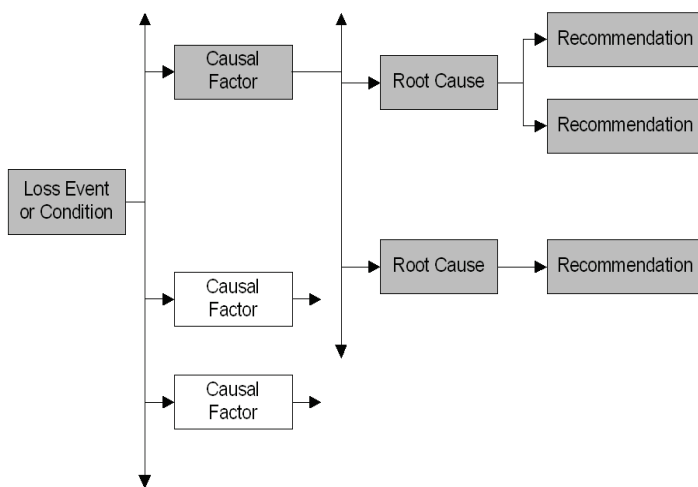 Causal
Factor
Root Cause
Recommendation
Recommendation
Loss Event
or Condition
Root Cause
Recommendation
Causal
Factor
Causal
Factor